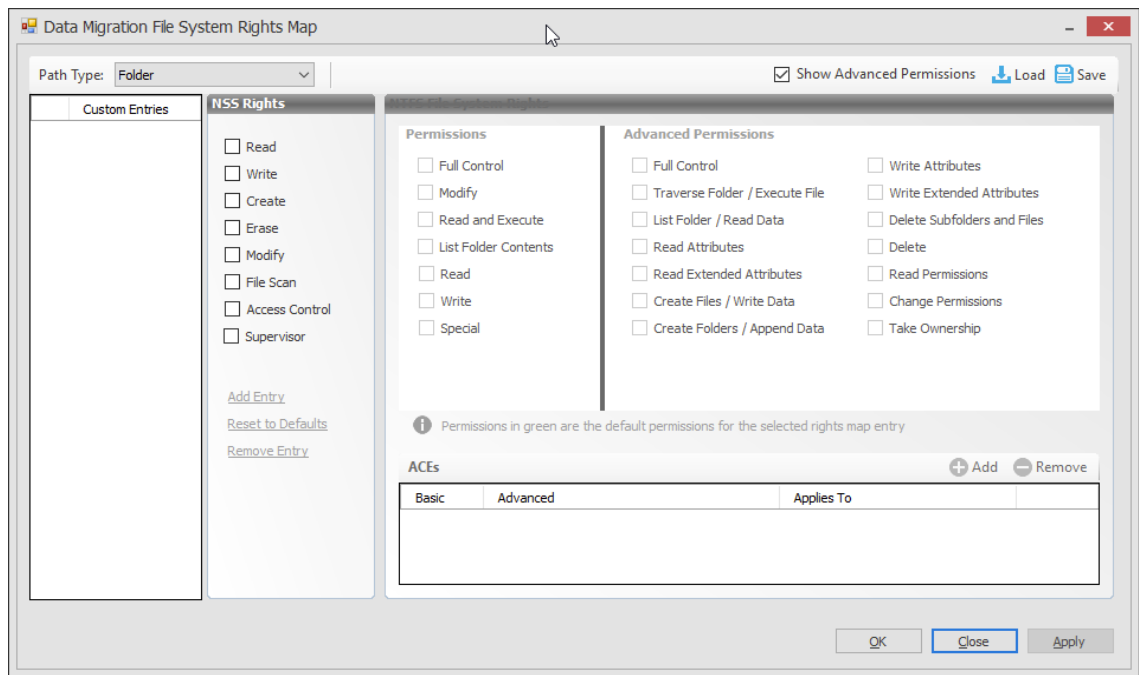 Data Migration File System Rights Map
Path Type: Folder
Show Advanced Permissions Load Save
Custom Entries
NSS Rights
Read
Write
Create
Erase
Modify
File Scan
Access Control
Supervisor
Add Entry
Reset to Defaults
Remove Entry
NTFS File System Rights
Permissions
Full Control
Modify
Read and Execute
List Folder Contents
Read
Write
Special
Advanced Permissions
Full Control
Traverse Folder / Execute File
List Folder / Read Data
Read Attributes
Read Extended Attributes
Create Files / Write Data
Create Folders / Append Data
Write Attributes
Write Extended Attributes
Delete Subfolders and Files
Delete
Read Permissions
Change Permissions
Take Ownership
Permissions in green are the default permissions for the selected rights map entry
ACEs Add Remove
Basic Advanced Applies To
OK Close Apply